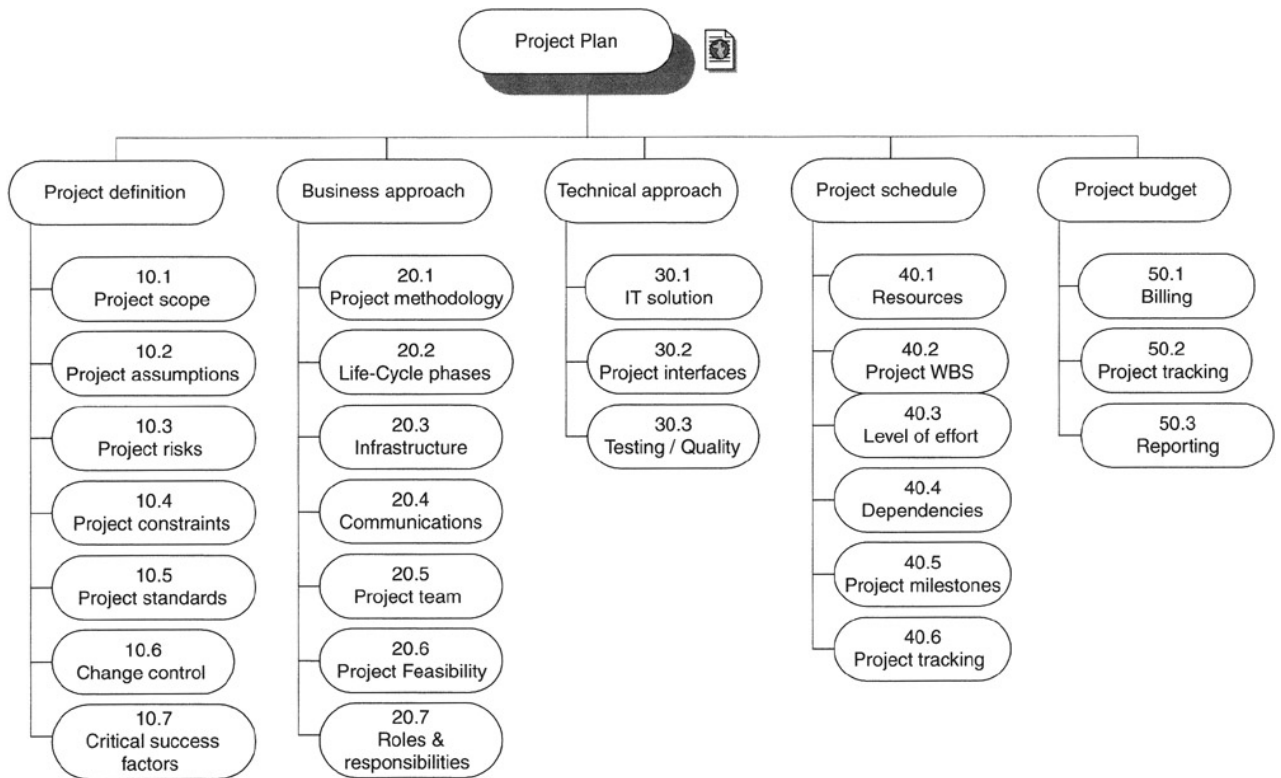 Project Plan
Project definition
Business approach
Technical approach
Project schedule
Project budget
10.1
Project scope
10.2
Project assumptions
10.3
Project risks
10.4
Project constraints
10.5
Project standards
10.6
Change control
10.7
Critical success
factors
20.1
Project methodology
20.2
Life-Cycle phases
20.3
Infrastructure
20.4
Communications
20.5
Project team
20.6
Project Feasibility
20.7
Roles &
responsibilities
30.1
IT solution
30.2
Project interfaces
30.3
Testing / Quality
40.1
Resources
40.2
Project WBS
40.3
Level of effort
40.4
Dependencies
40.5
Project milestones
40.6
Project tracking
50.1
Billing
50.2
Project tracking
50.3
Reporting